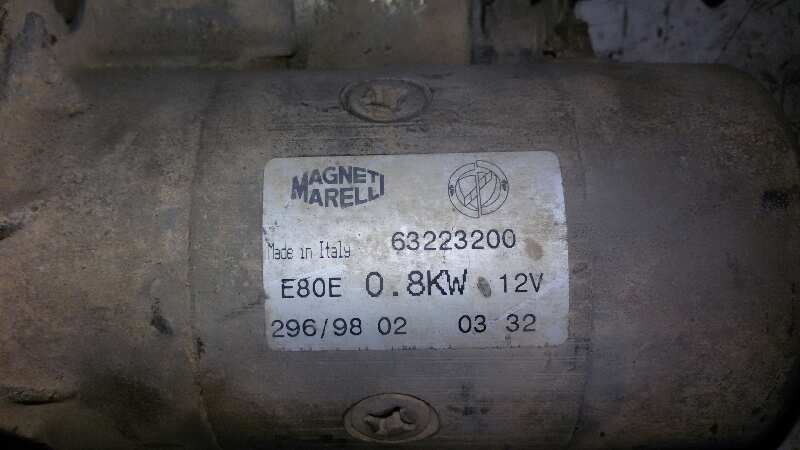 MAGNETI
MARELLI
Made in Italy 63223200
E80E 0.8KW 12V
296/98 02 03 32